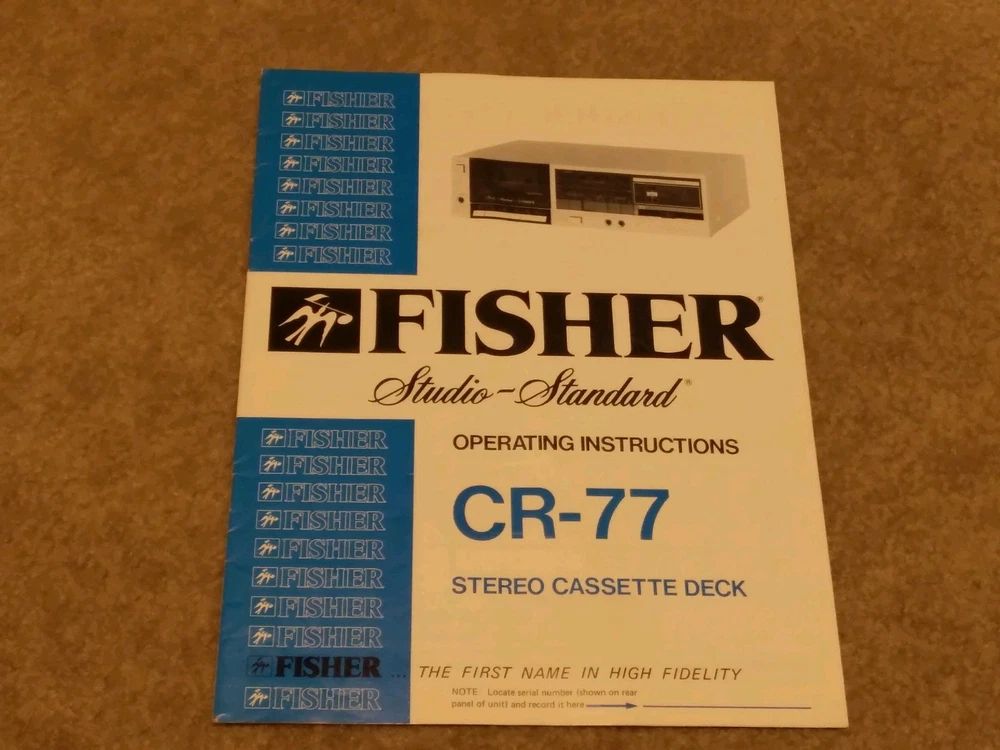 FISHER
FISHER
FISHER
FISHER
FISHER
FISHER
FISHER
FISHER
FISHER®
Studio-Standard®
OPERATING INSTRUCTIONS
CR-77
STEREO CASSETTE DECK
FISHER
FISHER
FISHER
FISHER
FISHER
FISHER
FISHER
FISHER
FISHER ... THE FIRST NAME IN HIGH FIDELITY
FISHER
NOTE Locate serial number (shown on rear
panel of unit) and record it here